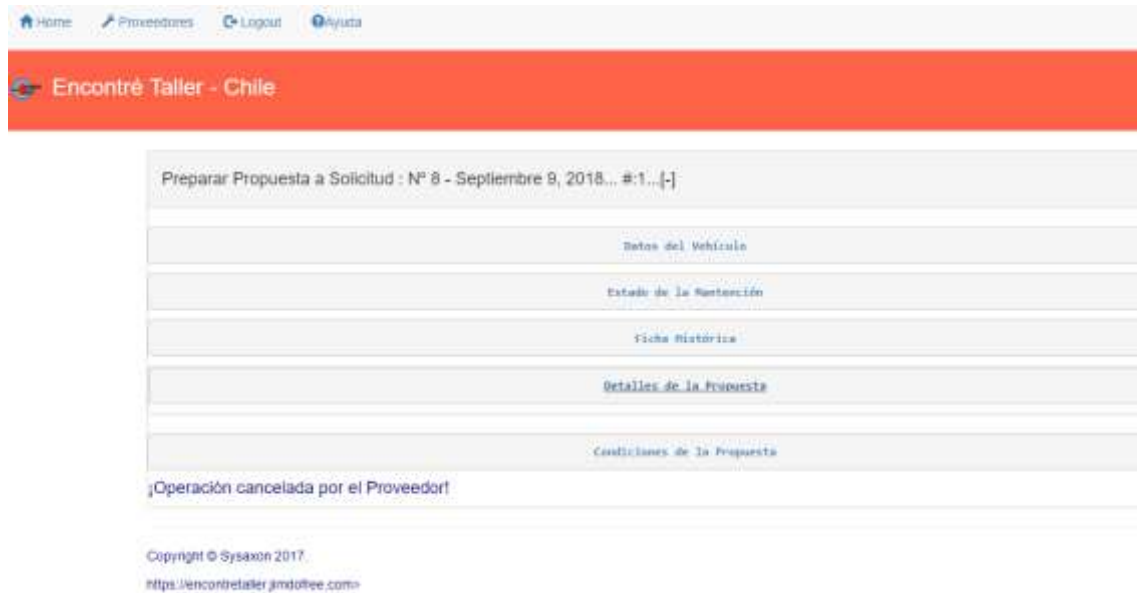 Home Proveedores Logout Ayuda
Encontré Taller - Chile
Preparar Propuesta a Solicitud : Nº 8 - Septiembre 9, 2018... #:1...[-]
Datos del Vehículo
Estado de la Mantención
Ficha Histórica
Detalles de la Propuesta
Condiciones de la Propuesta
¡Operación cancelada por el Proveedor!
Copyright © Sysaxon 2017.
https://encontretaller.jimdofree.com>